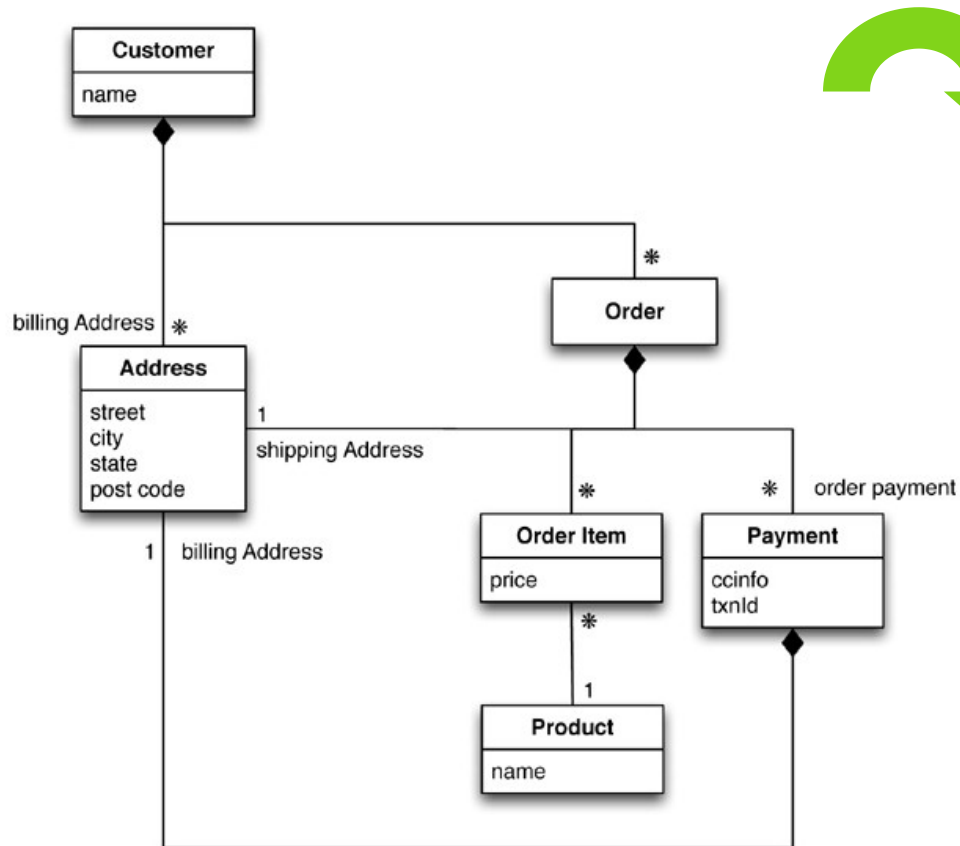 Customer
name
*
Order
billing Address *
Address
street
city
state
post code
1
shipping Address
*
Order Item
price
* order payment
Payment
ccinfo
txnId
1 billing Address
*
1
Product
name